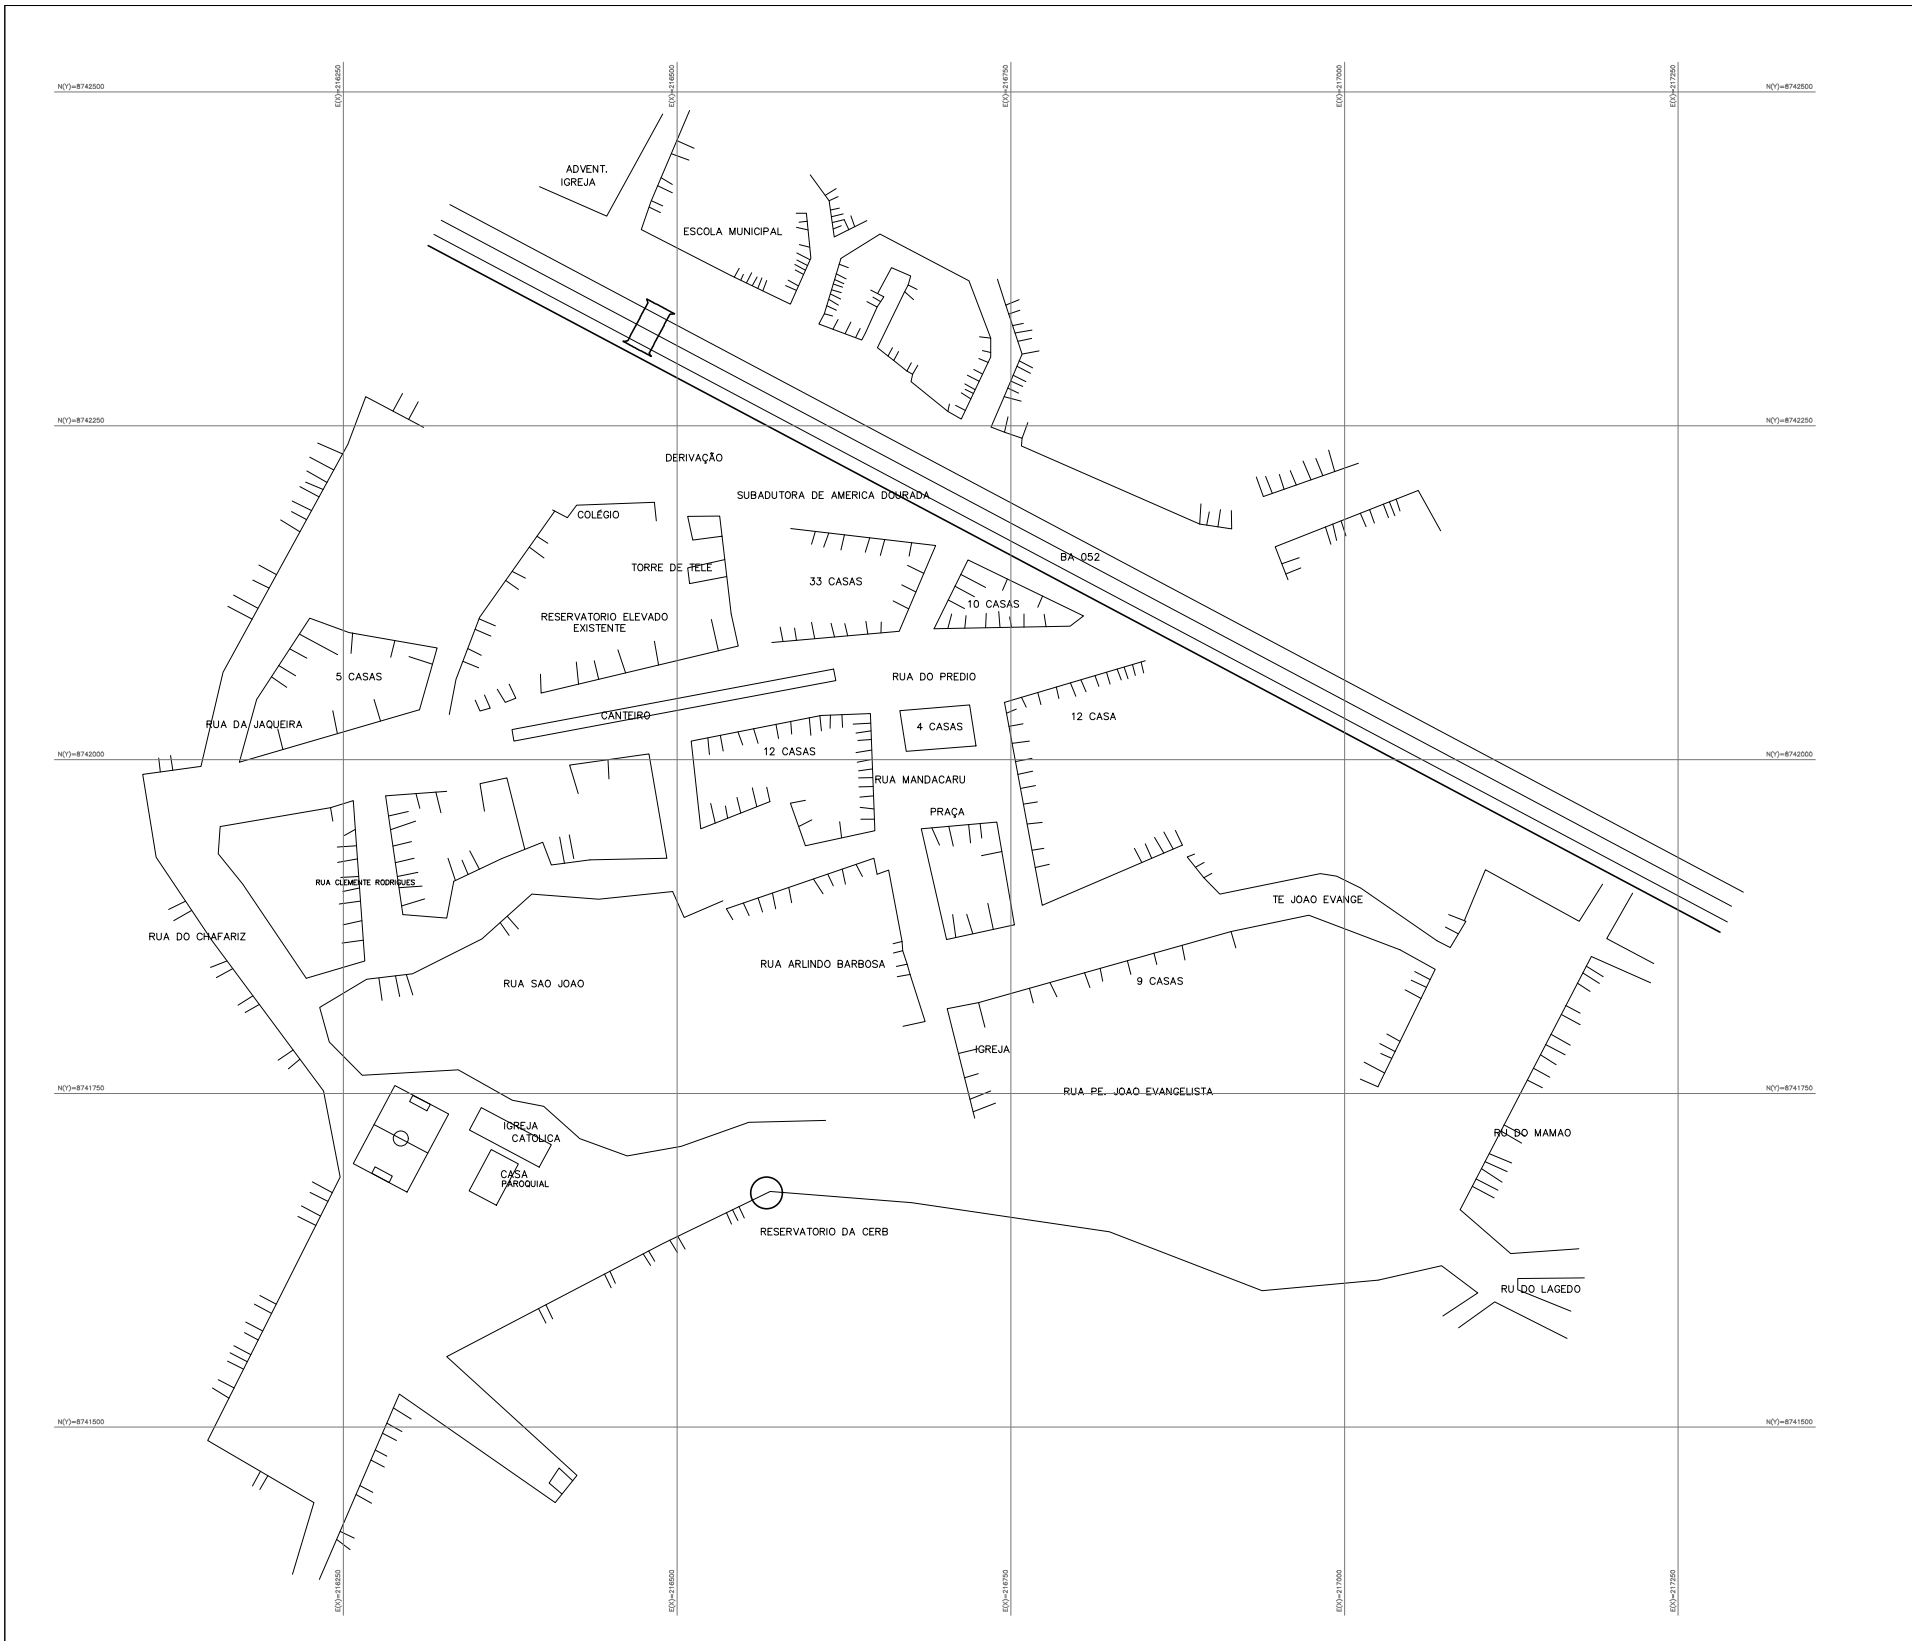 E(X)=216250
E(X)=216500
E(X)=216750
E(X)=217000
E(X)=217250
N(Y)=8742500
N(Y)=8742500
ADVENT.
IGREJA
ESCOLA MUNICIPAL
N(Y)=8742250
N(Y)=8742250
DERIVAÇÃO
SUBADUTORA DE AMERICA DOURADA
COLÉGIO
BA 052
TORRE DE TELE
33 CASAS
10 CASAS
RESERVATORIO ELEVADO
EXISTENTE
5 CASAS
RUA DO PREDIO
RUA DA JAQUEIRA
CANTEIRO
12 CASA
4 CASAS
12 CASAS
N(Y)=8742000
N(Y)=8742000
RUA MANDACARU
PRAÇA
RUA CLEMENTE RODRIGUES
TE JOAO EVANGE
RUA DO CHAFARIZ
RUA ARLINDO BARBOSA
RUA SAO JOAO
9 CASAS
IGREJA
N(Y)=8741750
N(Y)=8741750
RUA PE. JOAO EVANGELISTA
IGREJA
CATOLICA
RU DO MAMAO
CASA
PAROQUIAL
RESERVATORIO DA CERB
RU DO LAGEDO
N(Y)=8741500
N(Y)=8741500
E(X)=216250
E(X)=216500
E(X)=216750
E(X)=217000
E(X)=217250